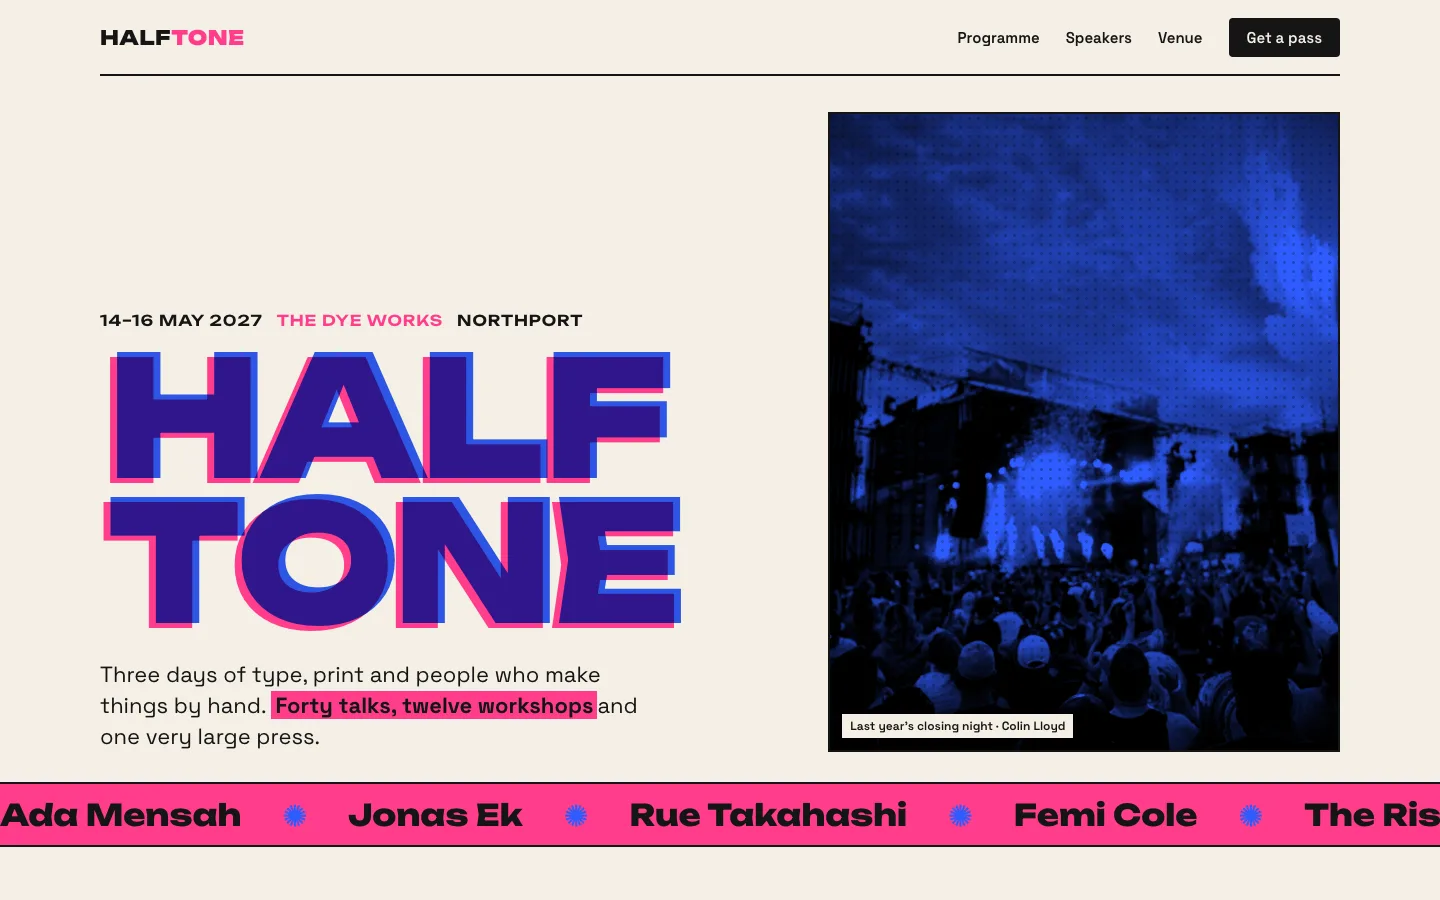 HALFTONE
Programme Speakers Venue Get a pass
14–16 MAY 2027 THE DYE WORKS NORTHPORT
HALF
TONE
Three days of type, print and people who make
things by hand. Forty talks, twelve workshops and
one very large press.
Last year’s closing night · Colin Lloyd
Ada Mensah ✺ Jonas Ek ✺ Rue Takahashi ✺ Femi Cole ✺ The Ris